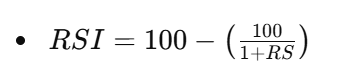 • RSI = 100 − (100/(1+RS))